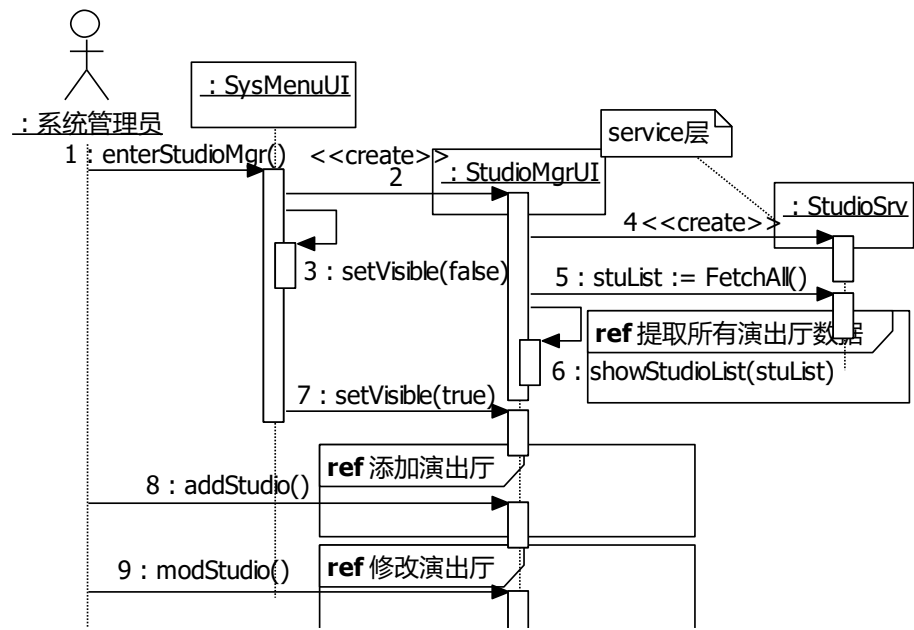 : SysMenuUI
: 系统管理员
service层
1 : enterStudioMgr()
<<create>>
2
: StudioMgrUI
: StudioSrv
4<<create>>
3 : setVisible(false)
5 : stuList := FetchAll()
ref 提取所有演出厅数据
6 : showStudioList(stuList)
7 : setVisible(true)
ref 添加演出厅
8 : addStudio()
ref 修改演出厅
9 : modStudio()